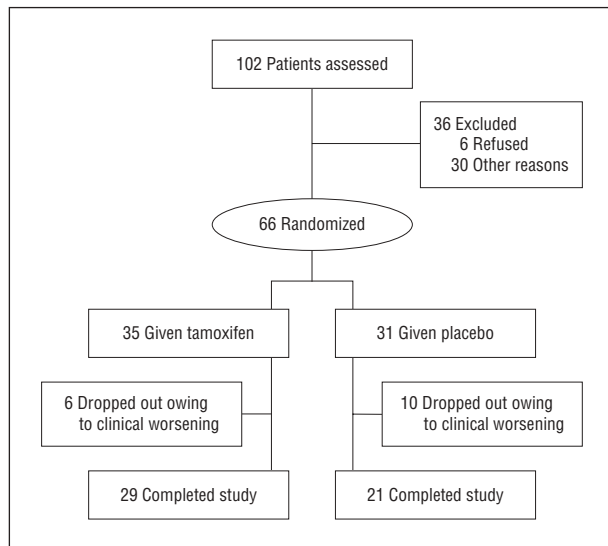 102 Patients assessed
36 Excluded
6 Refused
30 Other reasons
66 Randomized
35 Given tamoxifen
31 Given placebo
6 Dropped out owing
to clinical worsening
10 Dropped out owing
to clinical worsening
29 Completed study
21 Completed study